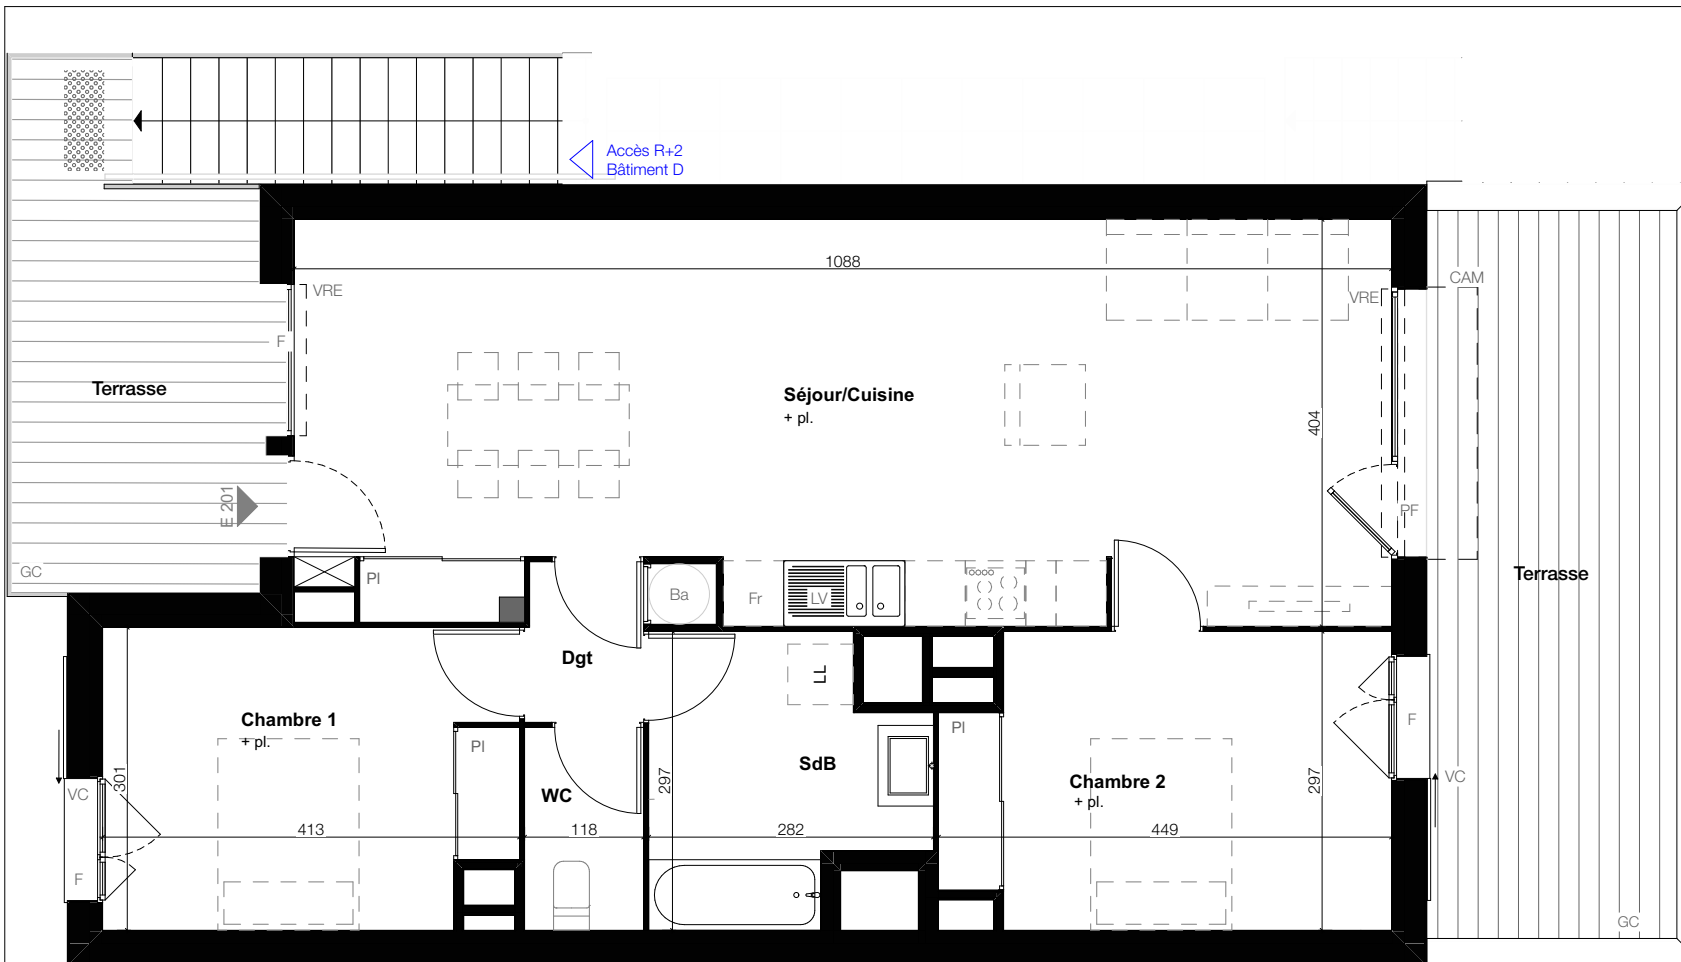 Accès R+2
Bâtiment D
1088
VRE
VRE
CAM
F
Terrasse
Séjour/Cuisine
+ pl.
404
E 201
PF
GC
Pl
Ba
Fr
LV
Terrasse
Dgt
LL
Chambre 1
+ pl.
Pl
Pl
F
SdB
301
297
Chambre 2
+ pl.
297
VC
VC
WC
413
118
282
449
F
GC